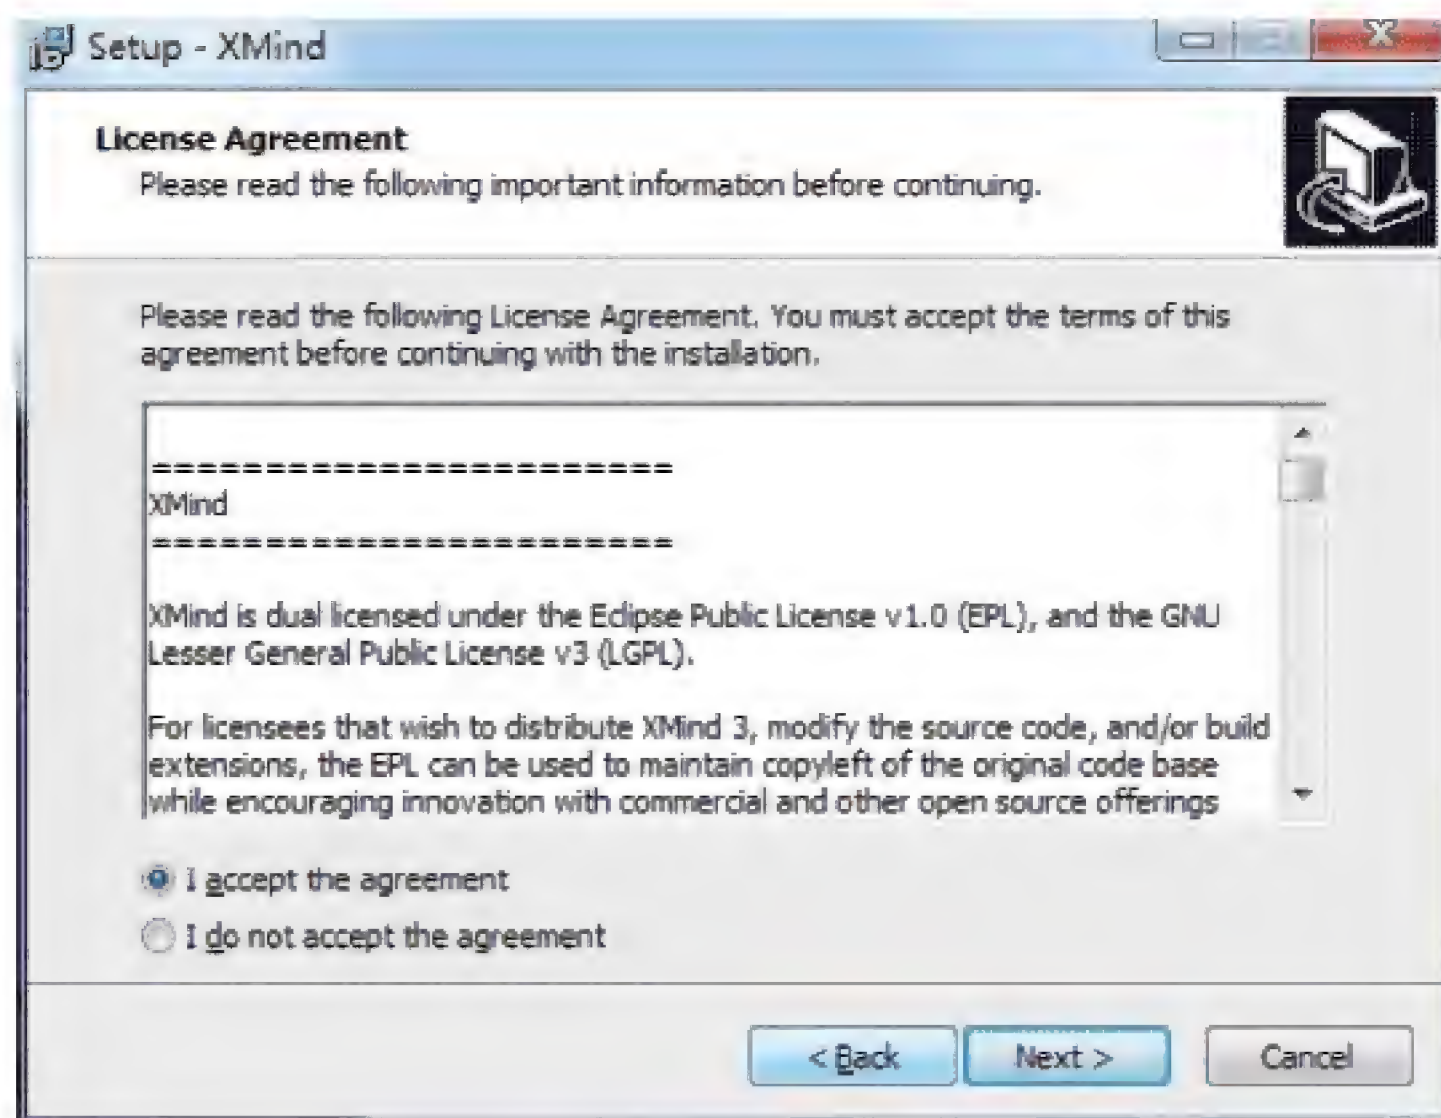 Setup - XMind
License Agreement
Please read the following important information before continuing.
Please read the following License Agreement. You must accept the terms of this
agreement before continuing with the installation.
========================
XMind
========================
XMind is dual licensed under the Eclipse Public License v1.0 (EPL), and the GNU
Lesser General Public License v3 (LGPL).
For licensees that wish to distribute XMind 3, modify the source code, and/or build
extensions, the EPL can be used to maintain copyleft of the original code base
while encouraging innovation with commercial and other open source offerings
I accept the agreement
I do not accept the agreement
< Back Next > Cancel